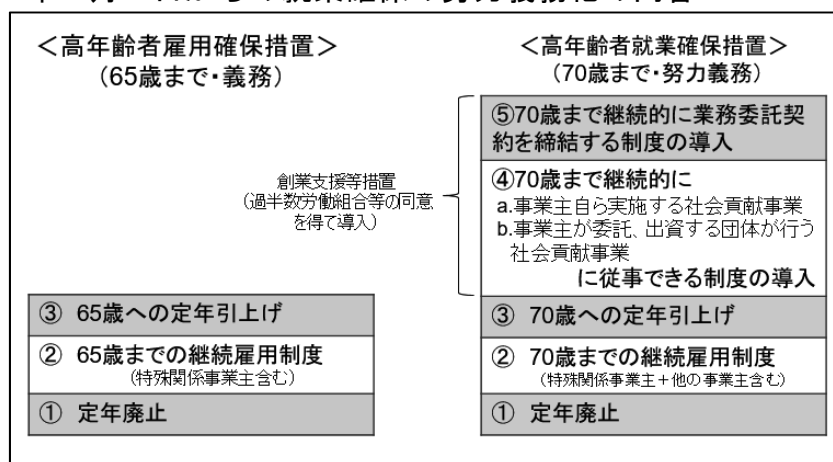 ＜高年齢者雇用確保措置＞
（65歳まで・義務）
＜高年齢者就業確保措置＞
（70歳まで・努力義務）
創業支援等措置
（過半数労働組合等の同意
を得て導入）
⑤70歳まで継続的に業務委託契
約を締結する制度の導入
④70歳まで継続的に
a.事業主自ら実施する社会貢献事業
b.事業主が委託、出資する団体が行う
社会貢献事業
に従事できる制度の導入
③ 65歳への定年引上げ
② 65歳までの継続雇用制度
（特殊関係事業主含む）
① 定年廃止
③ 70歳への定年引上げ
② 70歳までの継続雇用制度
（特殊関係事業主＋他の事業主含む）
① 定年廃止